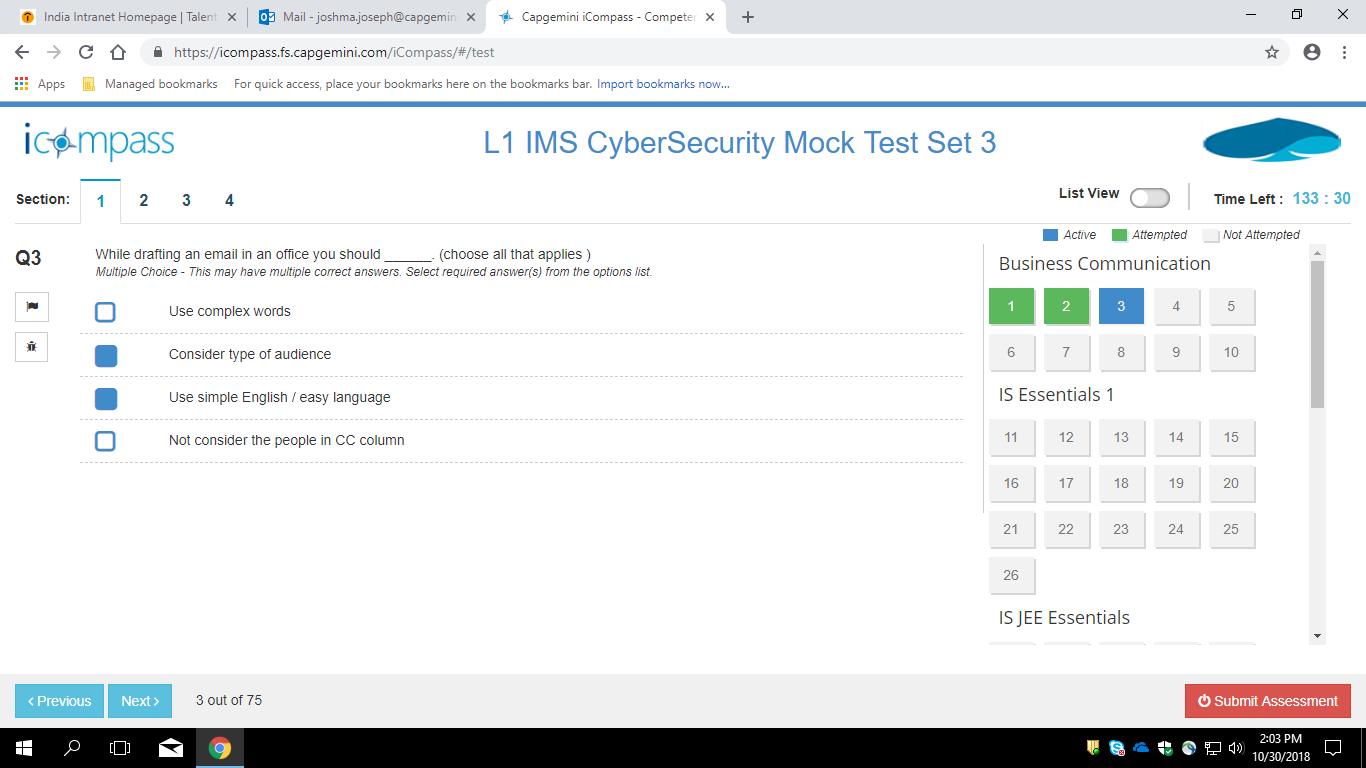 India Intranet Homepage | Talent
Mail - joshma.joseph@capgemin
Capgemini iCompass - Competen
https://icompass.fs.capgemini.com/iCompass/#/test
Apps
Managed bookmarks
For quick access, place your bookmarks here on the bookmarks bar. Import bookmarks now...
icompass
L1 IMS CyberSecurity Mock Test Set 3
Section: 1 2 3 4
List View
Time Left : 133 : 30
Active Attempted Not Attempted
Q3
While drafting an email in an office you should ______. (choose all that applies )
Multiple Choice - This may have multiple correct answers. Select required answer(s) from the options list.
Use complex words
Consider type of audience
Use simple English / easy language
Not consider the people in CC column
Business Communication
1 2 3 4 5
6 7 8 9 10
IS Essentials 1
11 12 13 14 15
16 17 18 19 20
21 22 23 24 25
26
IS JEE Essentials
Previous
Next
3 out of 75
Submit Assessment
2:03 PM
10/30/2018